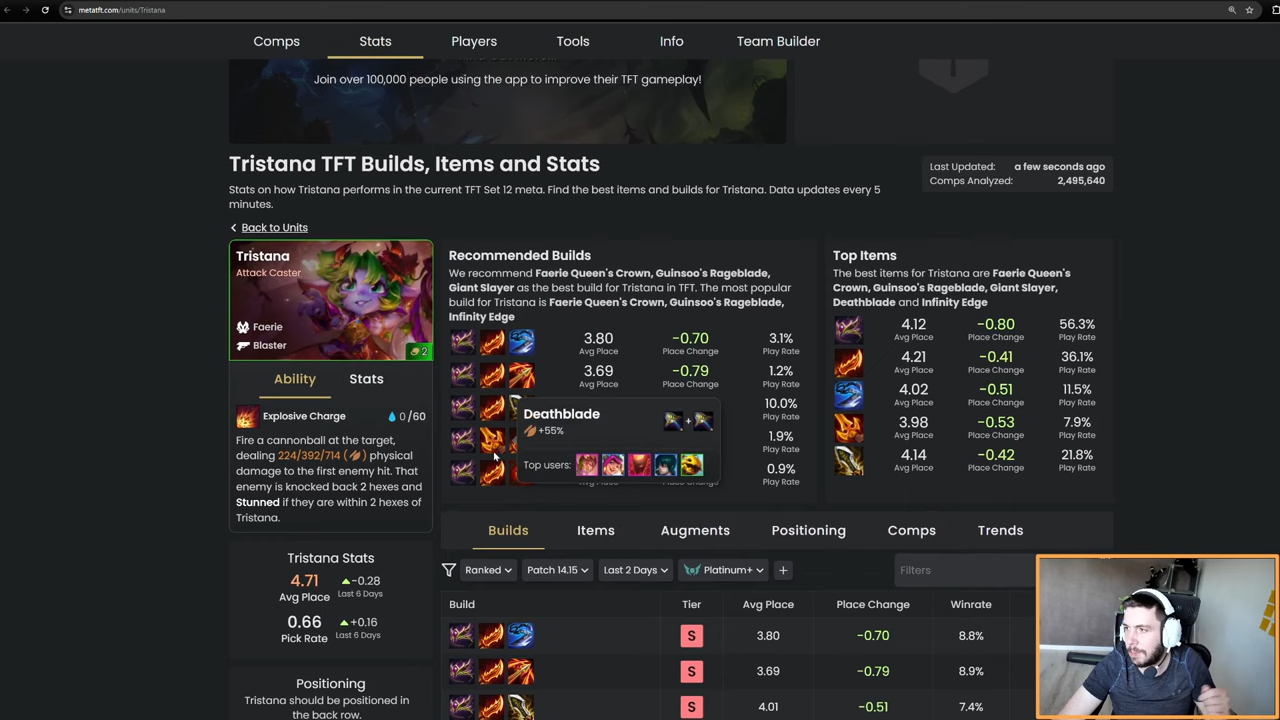 metatft.com/units/Tristana
Comps
Stats
Players
Tools
Info
Team Builder
Join over 100,000 people using the app to improve their TFT gameplay!
Tristana TFT Builds, Items and Stats
Stats on how Tristana performs in the current TFT Set 12 meta. Find the best items and builds for Tristana. Data updates every 5
minutes.
Last Updated: a few seconds ago
Comps Analyzed: 2,495,640
Back to Units
Tristana
Attack Caster
Faerie
Blaster
2
Ability
Stats
Explosive Charge
0/60
Fire a cannonball at the target,
dealing 224/392/714 ( )
physical damage to the first enemy hit. That
enemy is knocked back 2 hexes and
Stunned if they are within 2 hexes of
Tristana.
Tristana Stats
4.71
Avg Place
-0.28
Last 6 Days
0.66
Pick Rate
+0.16
Last 6 Days
Positioning
Tristana should be positioned in
the back row.
Recommended Builds
We recommend Faerie Queen's Crown, Guinsoo's Rageblade,
Giant Slayer as the best build for Tristana in TFT. The most popular
build for Tristana is Faerie Queen's Crown, Guinsoo's Rageblade,
Infinity Edge
3.80
Avg Place
-0.70
Place Change
3.1%
Play Rate
3.69
Avg Place
-0.79
Place Change
1.2%
Play Rate
10.0%
Play Rate
1.9%
Play Rate
0.9%
Play Rate
Deathblade
+55%
+
Top users:
Top Items
The best items for Tristana are Faerie Queen's
Crown, Guinsoo's Rageblade, Giant Slayer,
Deathblade and Infinity Edge
4.12
Avg Place
-0.80
Place Change
56.3%
Play Rate
4.21
Avg Place
-0.41
Place Change
36.1%
Play Rate
4.02
Avg Place
-0.51
Place Change
11.5%
Play Rate
3.98
Avg Place
-0.53
Place Change
7.9%
Play Rate
4.14
Avg Place
-0.42
Place Change
21.8%
Play Rate
Builds
Items
Augments
Positioning
Comps
Trends
Ranked
Patch 14.15
Last 2 Days
Platinum+
+
Filters
Build
Tier
Avg Place
Place Change
Winrate
S
3.80
-0.70
8.8%
S
3.69
-0.79
8.9%
S
4.01
-0.51
7.4%